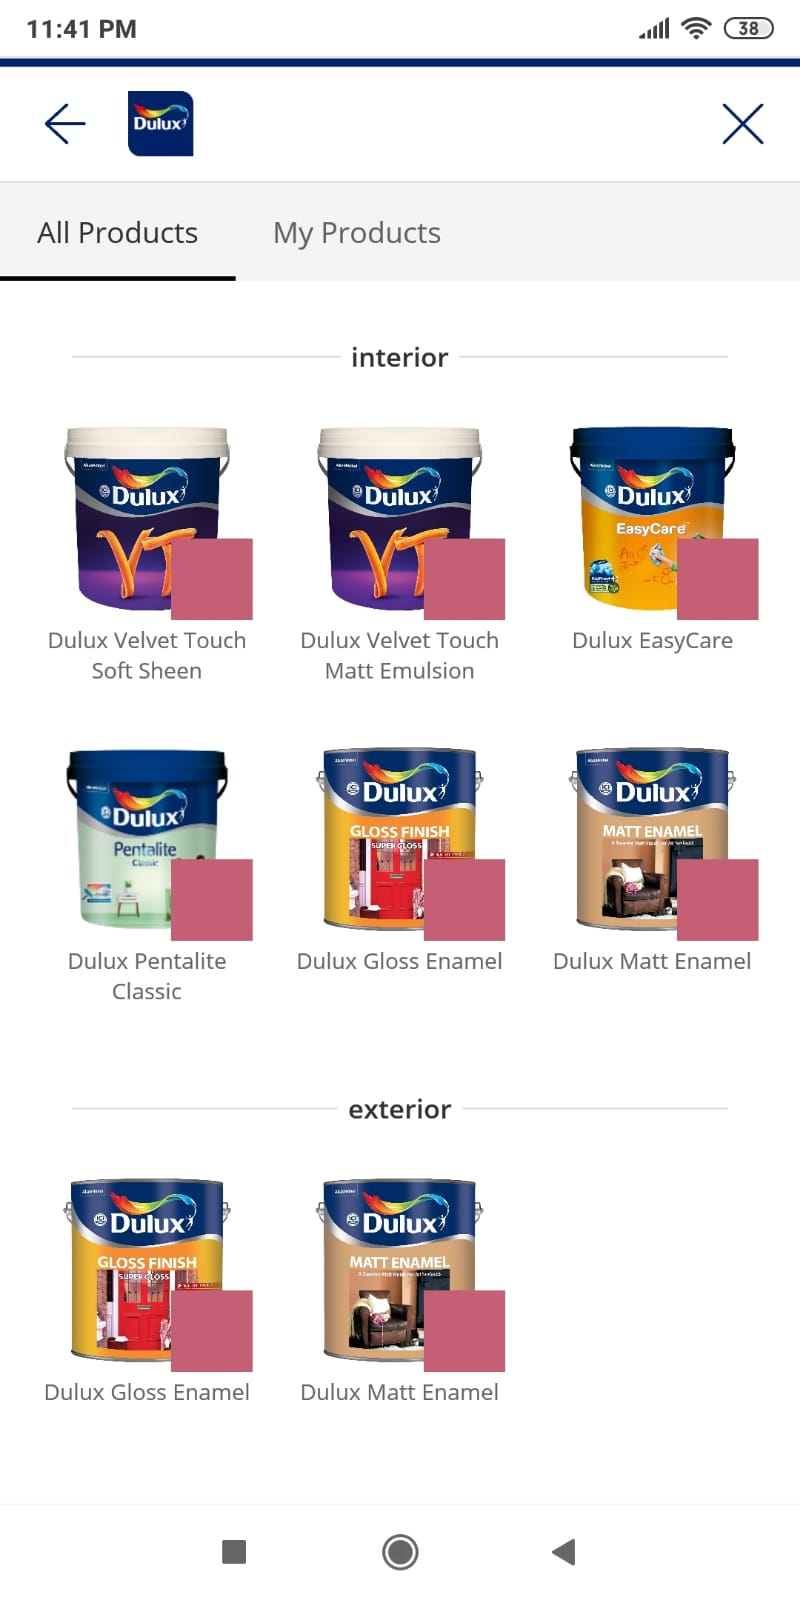 11:41 PM
38
Dulux
All Products
My Products
interior
Dulux
Dulux
Dulux
EasyCare
Dulux Velvet Touch
Soft Sheen
Dulux Velvet Touch
Matt Emulsion
Dulux EasyCare
Dulux
Pentalite
Classic
Dulux
GLOSS FINISH
SUPER GLOSS
Dulux
MATT ENAMEL
Dulux Pentalite
Classic
Dulux Gloss Enamel
Dulux Matt Enamel
exterior
Dulux
GLOSS FINISH
SUPER GLOSS
Dulux
MATT ENAMEL
Dulux Gloss Enamel
Dulux Matt Enamel